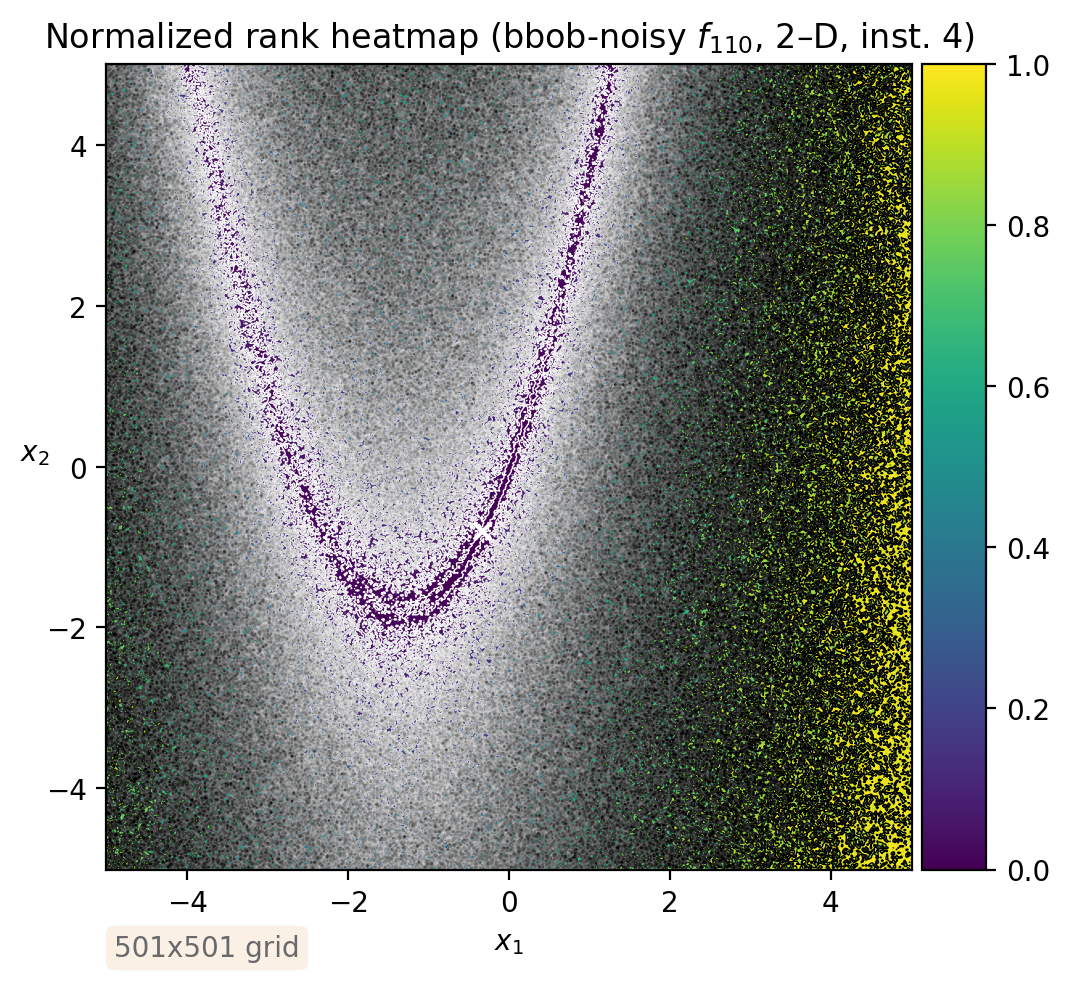 Normalized rank heatmap (bbob-noisy f110, 2–D, inst. 4)
1.0
0.8
0.6
0.4
0.2
0.0
4
2
0
−2
−4
x2
−4 −2 0 2 4
x1
501x501 grid